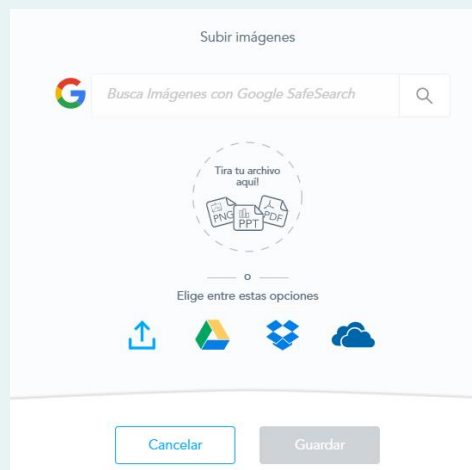 Subir imágenes
Busca Imágenes con Google SafeSearch
Tira tu archivo
aquí!
PNG
PPT
PDF
o
Elige entre estas opciones
Cancelar
Guardar